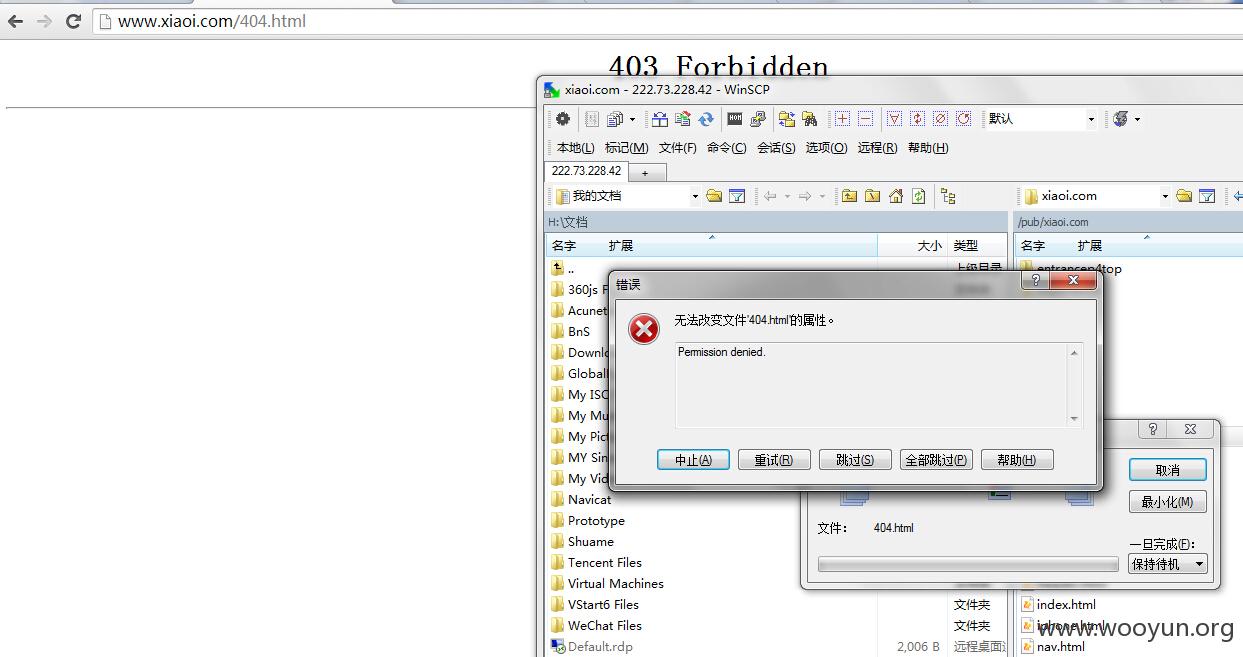 www.xiaoi.com/404.html
403 Forbidden
xiaoi.com - 222.73.228.42 - WinSCP
默认
本地(L) 标记(M) 文件(F) 命令(C) 会话(S) 选项(O) 远程(R) 帮助(H)
222.73.228.42 +
我的文档
xiaoi.com
H:\文档
/pub/xiaoi.com
名字 扩展 大小 类型
名字 扩展
..
上级目录
entrancep4top
360js F
Acunet
BnS
Downlo
Global
My ISO
My Mu
My Pic
MY Sin
My Vid
Navicat
Prototype
Shuame
Tencent Files
Virtual Machines
VStart6 Files 文件夹
WeChat Files 文件夹
Default.rdp 2,006 B 远程桌面
错误
无法改变文件'404.html'的属性。
Permission denied.
中止(A) 重试(R) 跳过(S) 全部跳过(P) 帮助(H)
取消
最小化(M)
文件: 404.html
一旦完成(F):
保持待机
index.html
iphone.html
nav.html
www.wooyun.org